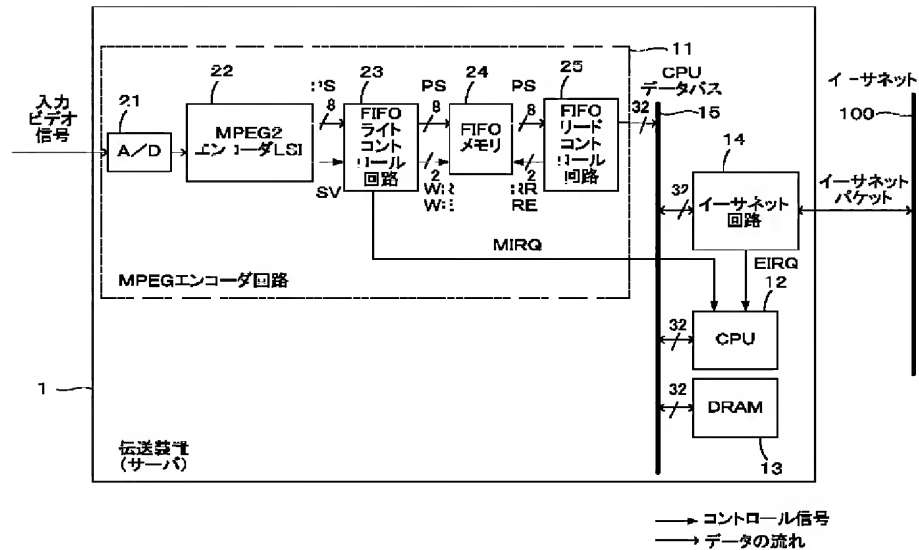 11
21
22
23
24
25
CPU
データバス
イーサネット
入力
ビデオ
信号
A/D
MPEG2
エンコーダLSI
PS
8
SV
FIFO
ライト
コント
ロール
回路
PS
8
2
WR
FIFO
メモリ
PS
8
2
RR
RE
FIFO
リード
コント
ロール
回路
32
15
14
100
32
イーサネット
回路
イーサネット
パケット
MIRQ
EIRQ
MPEGエンコーダ回路
12
32
CPU
1
32
DRAM
13
伝送装置
(サーバ)
コントロール信号
データの流れ